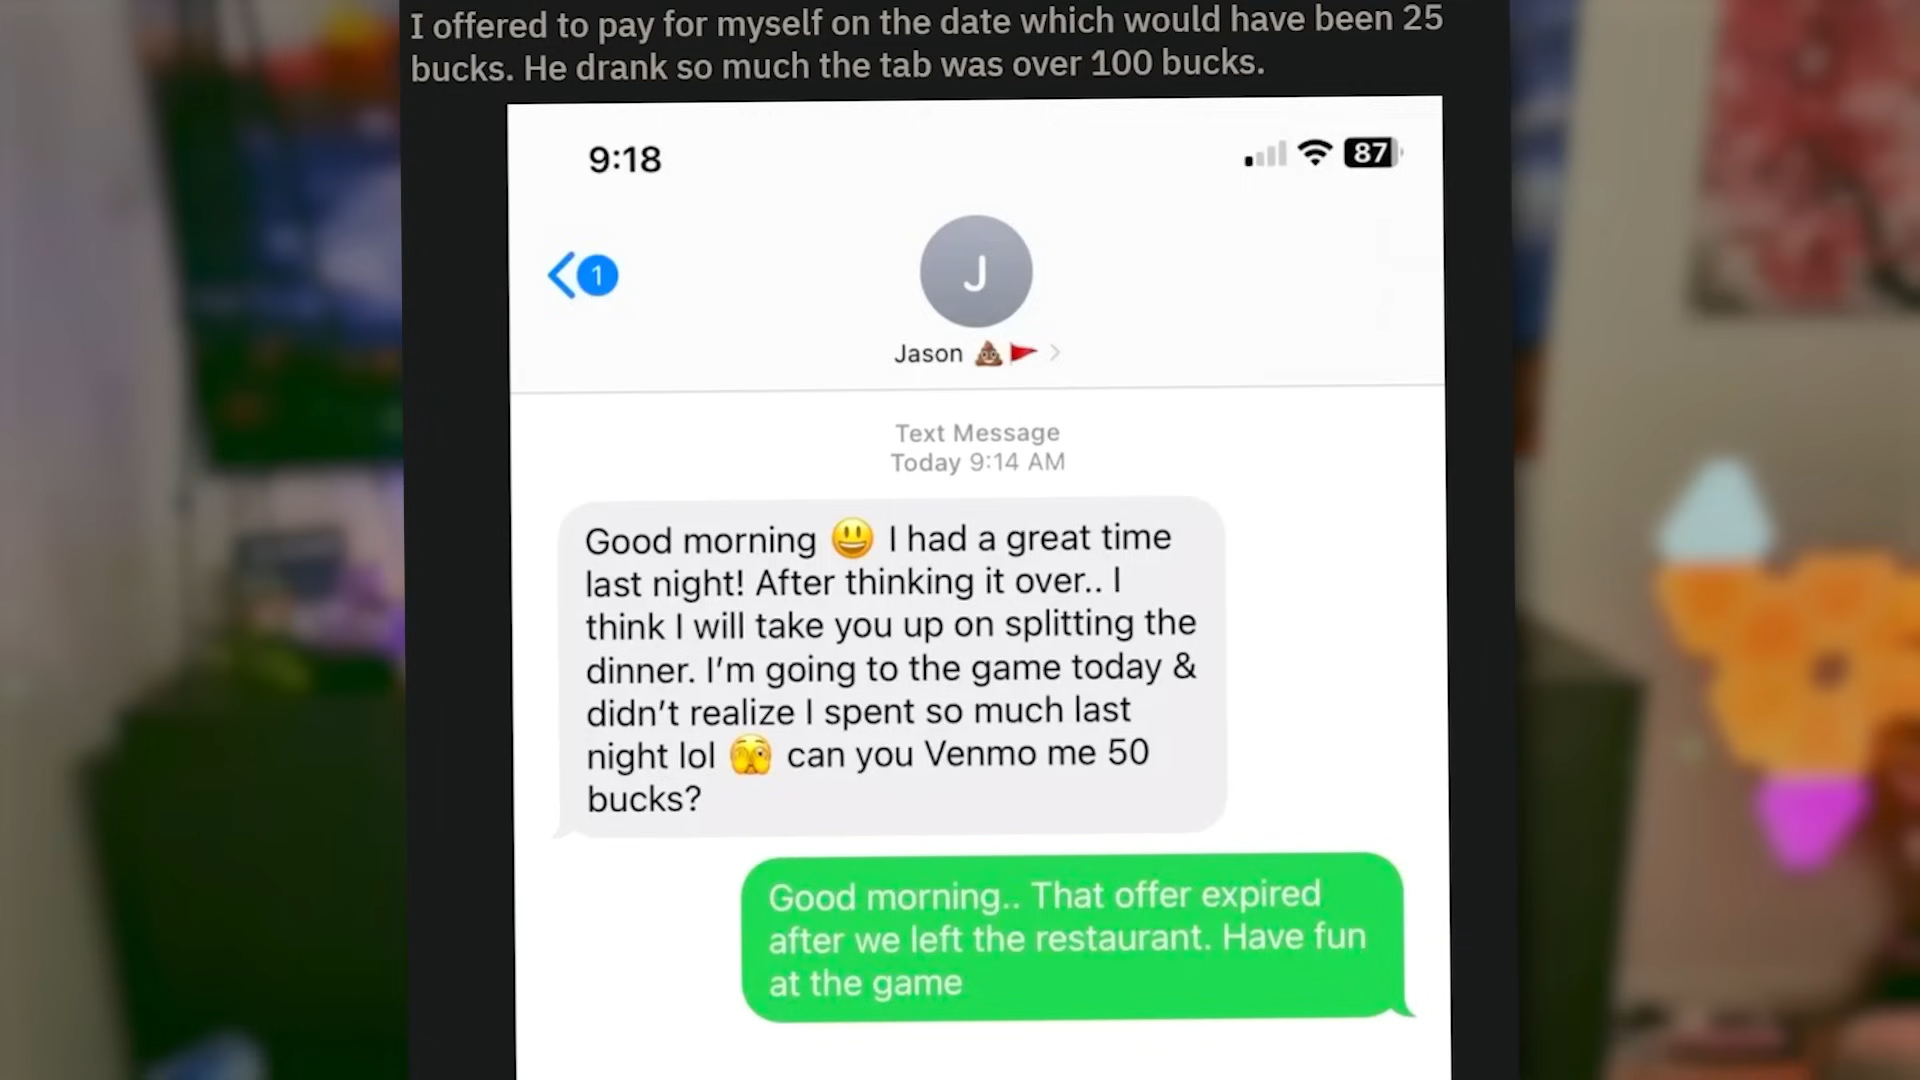 I offered to pay for myself on the date which would have been 25
bucks. He drank so much the tab was over 100 bucks.
9:18
87
1
J
Jason 💩🚩
Text Message
Today 9:14 AM
Good morning 😃 I had a great time
last night! After thinking it over.. I
think I will take you up on splitting the
dinner. I'm going to the game today &
didn't realize I spent so much last
night lol 🫣 can you Venmo me 50
bucks?
Good morning.. That offer expired
after we left the restaurant. Have fun
at the game